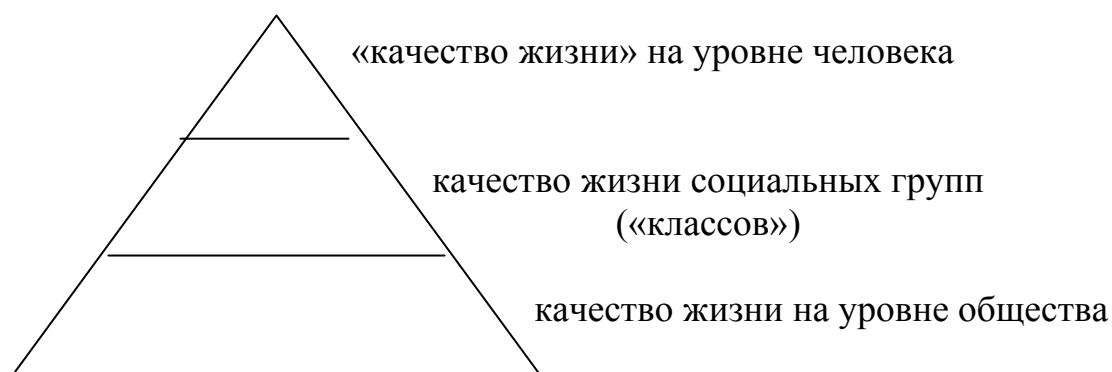 «качество жизни» на уровне человека
качество жизни социальных групп
(«классов»)
качество жизни на уровне общества